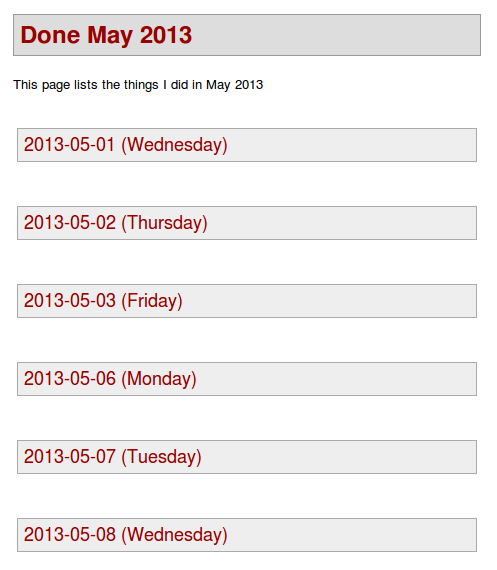 Done May 2013
This page lists the things I did in May 2013
2013-05-01 (Wednesday)
2013-05-02 (Thursday)
2013-05-03 (Friday)
2013-05-06 (Monday)
2013-05-07 (Tuesday)
2013-05-08 (Wednesday)